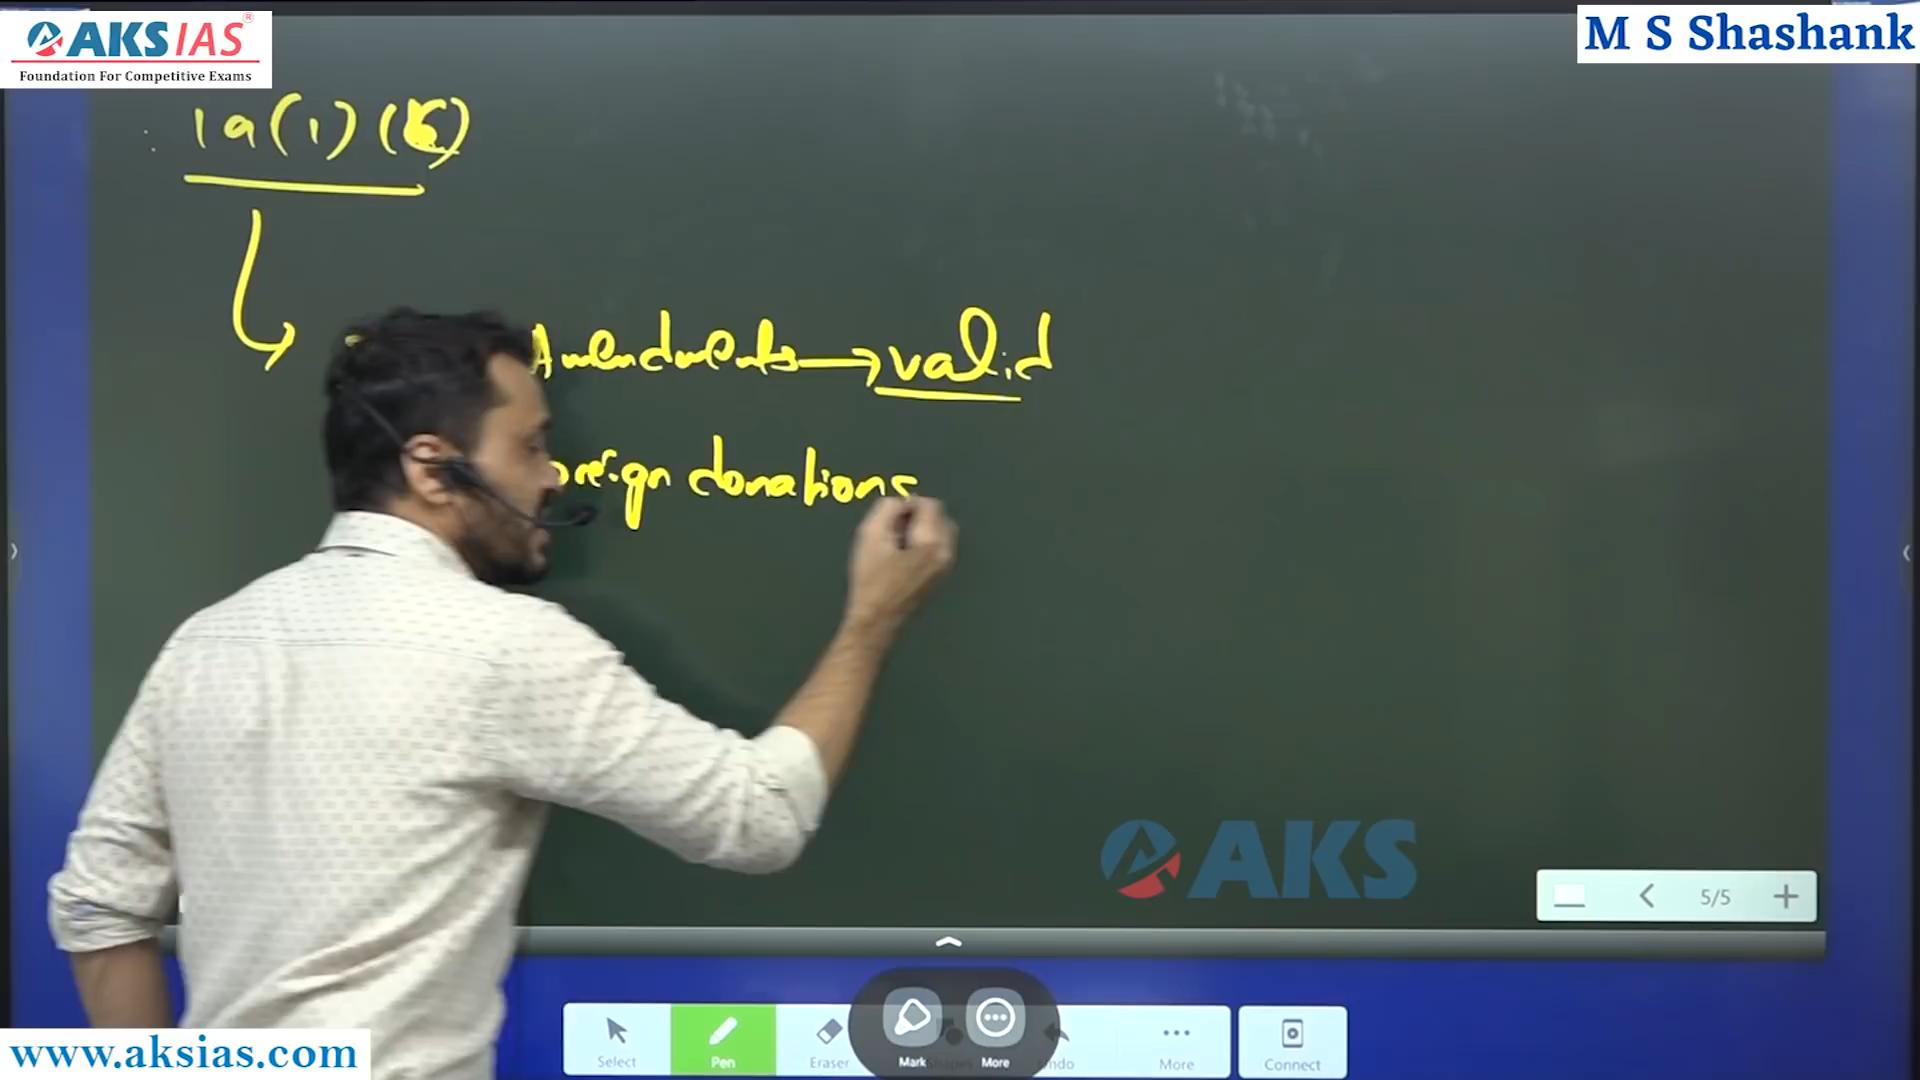 AKS IAS®
Foundation For Competitive Exams
M S Shashank
19(1)(c)
Amendments → valid
oreign donations
AKS
5/5
Select
Pen
Eraser
Mark
More
Undo
More
Connect
www.aksias.com